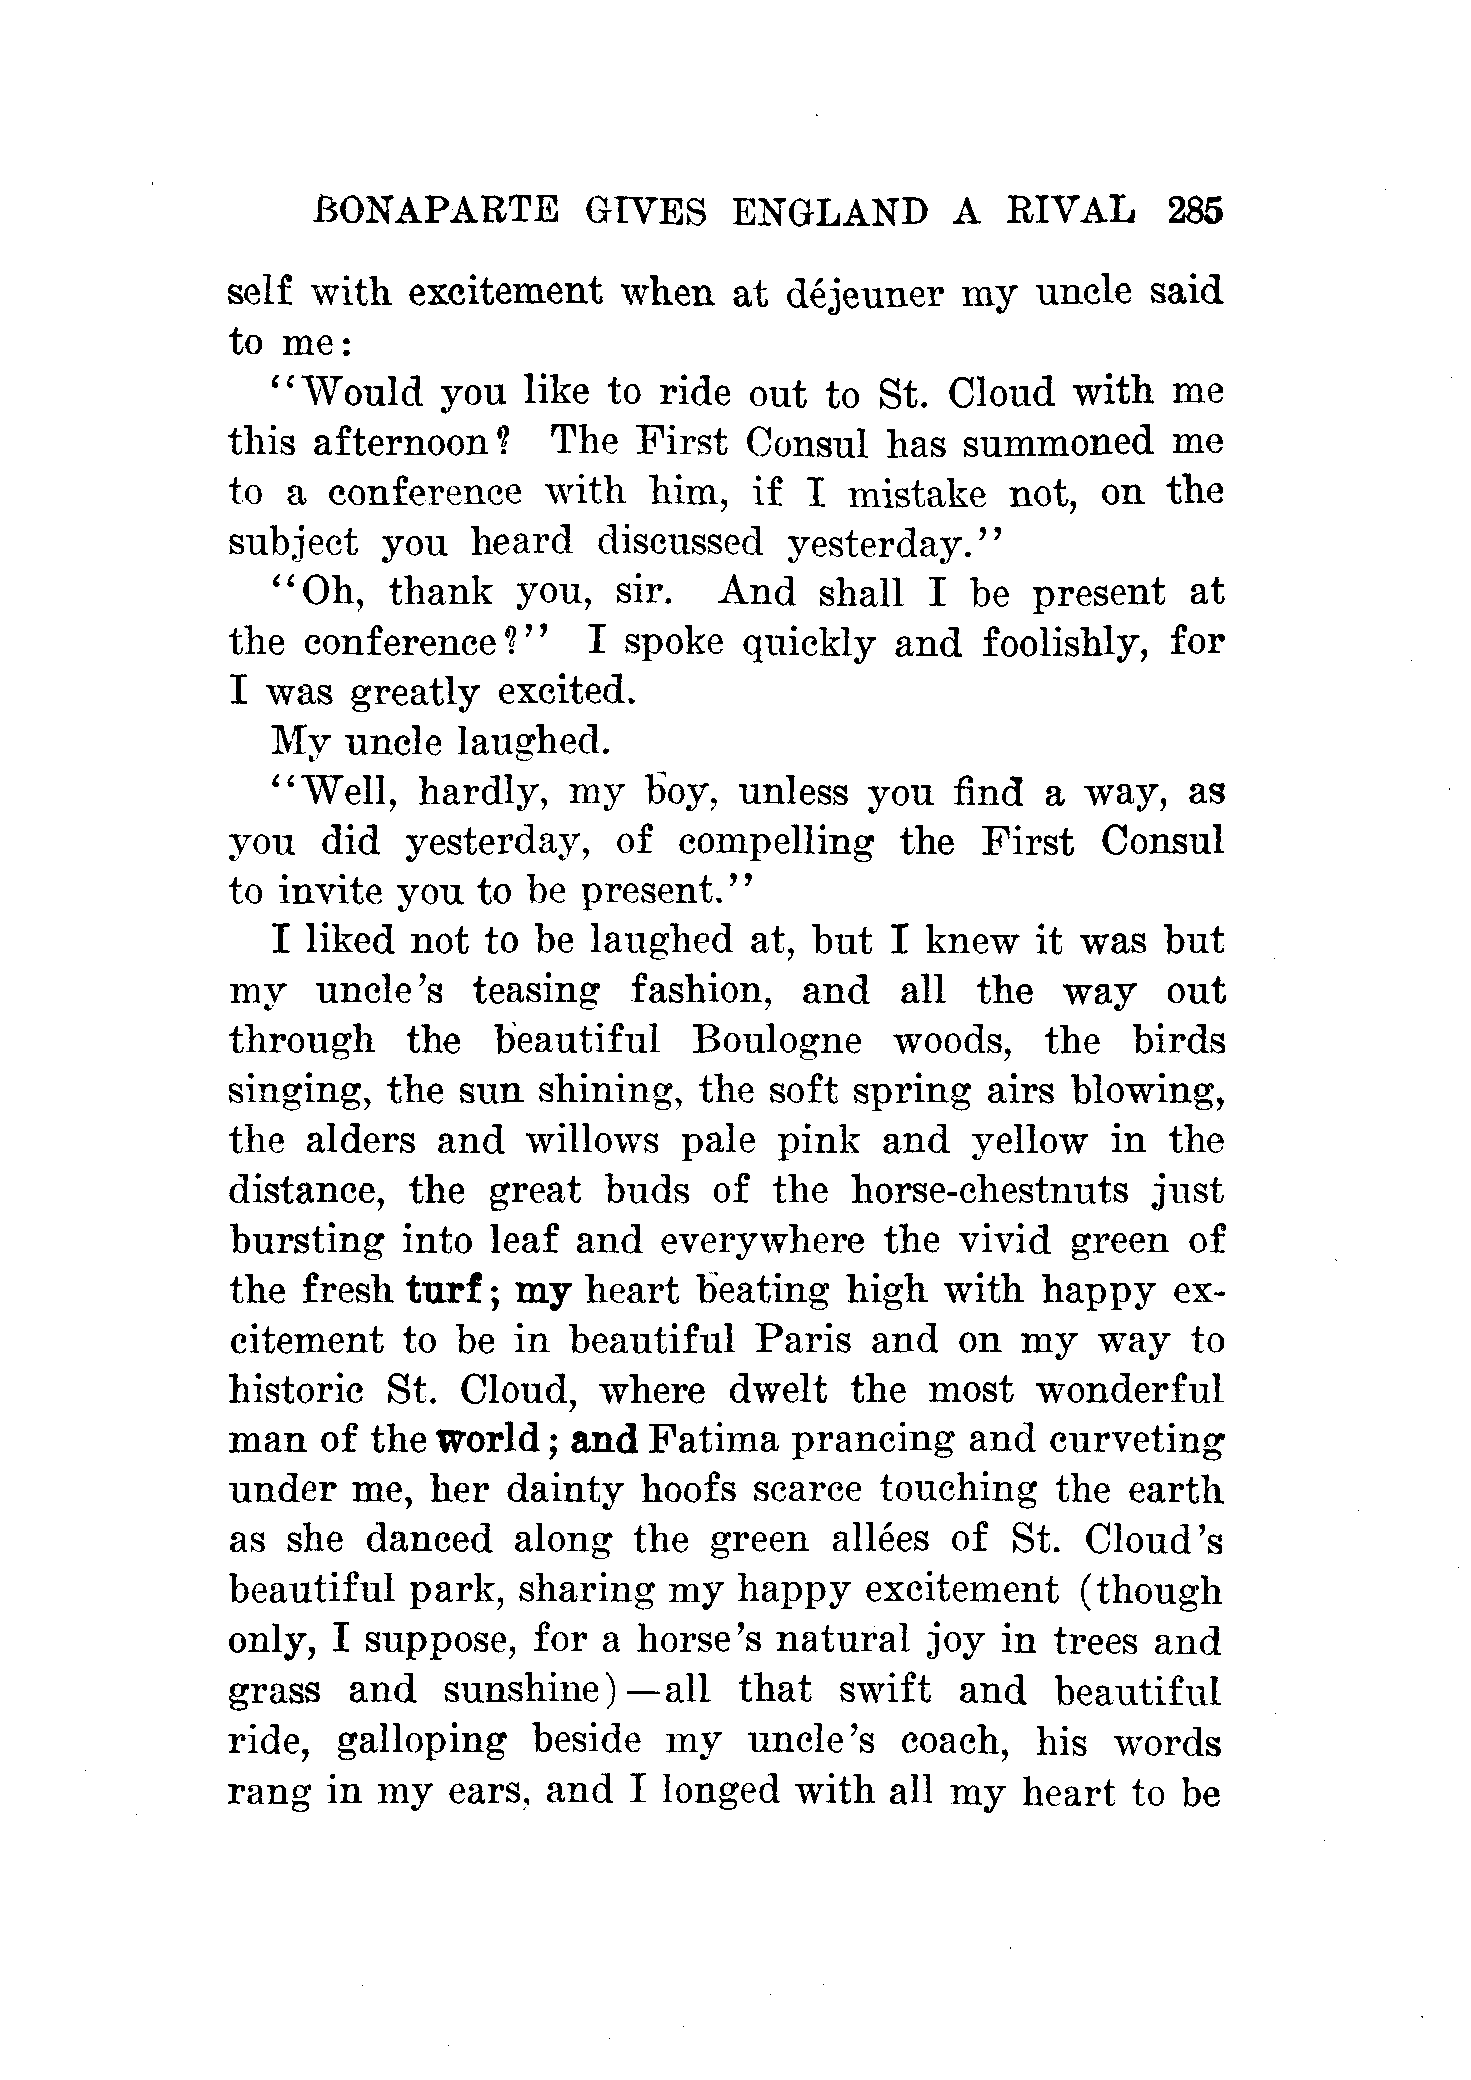 BONAPARTE GIVES ENGLAND A RIVAL 285
self with excitement when at déjeuner my uncle said
to me:
"Would you like to ride out to St. Cloud with me
this afternoon? The First Consul has summoned me
to a conference with him, if I mistake not, on the
subject you heard discussed yesterday."
"Oh, thank you, sir. And shall I be present at
the conference?" I spoke quickly and foolishly, for
I was greatly excited.
My uncle laughed.
"Well, hardly, my boy, unless you find a way, as
you did yesterday, of compelling the First Consul
to invite you to be present."
I liked not to be laughed at, but I knew it was but
my uncle's teasing fashion, and all the way out
through the beautiful Boulogne woods, the birds
singing, the sun shining, the soft spring airs blowing,
the alders and willows pale pink and yellow in the
distance, the great buds of the horse-chestnuts just
bursting into leaf and everywhere the vivid green of
the fresh turf; my heart beating high with happy ex-
citement to be in beautiful Paris and on my way to
historic St. Cloud, where dwelt the most wonderful
man of the world; and Fatima prancing and curveting
under me, her dainty hoofs scarce touching the earth
as she danced along the green allées of St. Cloud's
beautiful park, sharing my happy excitement (though
only, I suppose, for a horse's natural joy in trees and
grass and sunshine)—all that swift and beautiful
ride, galloping beside my uncle's coach, his words
rang in my ears, and I longed with all my heart to be